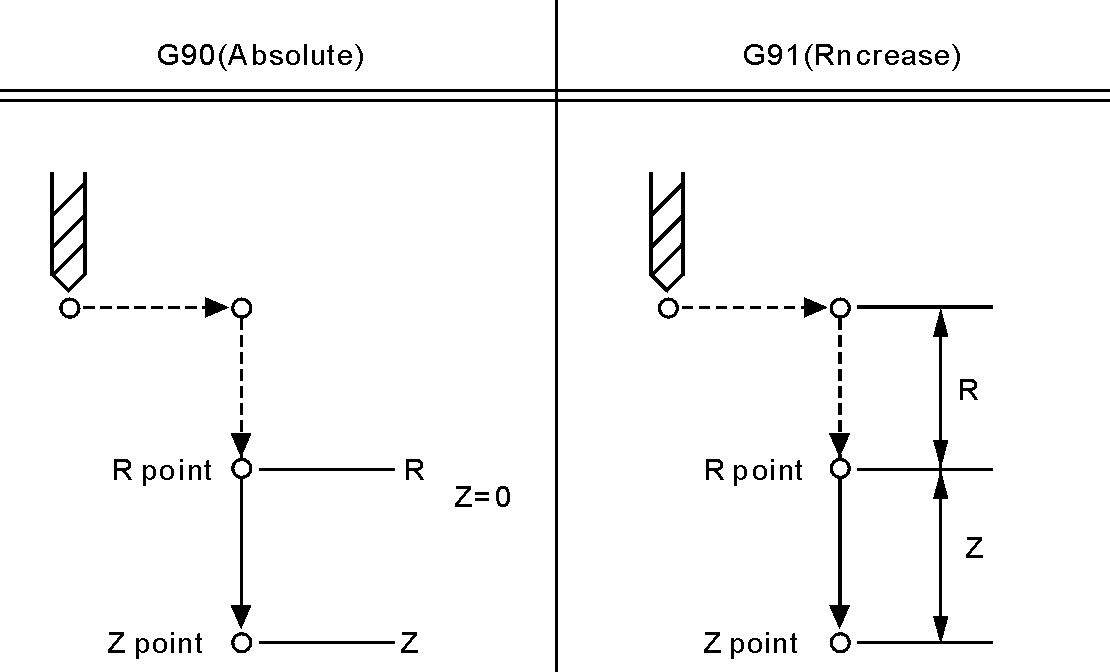 G90(Absolute)
G91(Rncrease)
R point
R
Z=0
Z point
Z
R
R point
Z
Z point